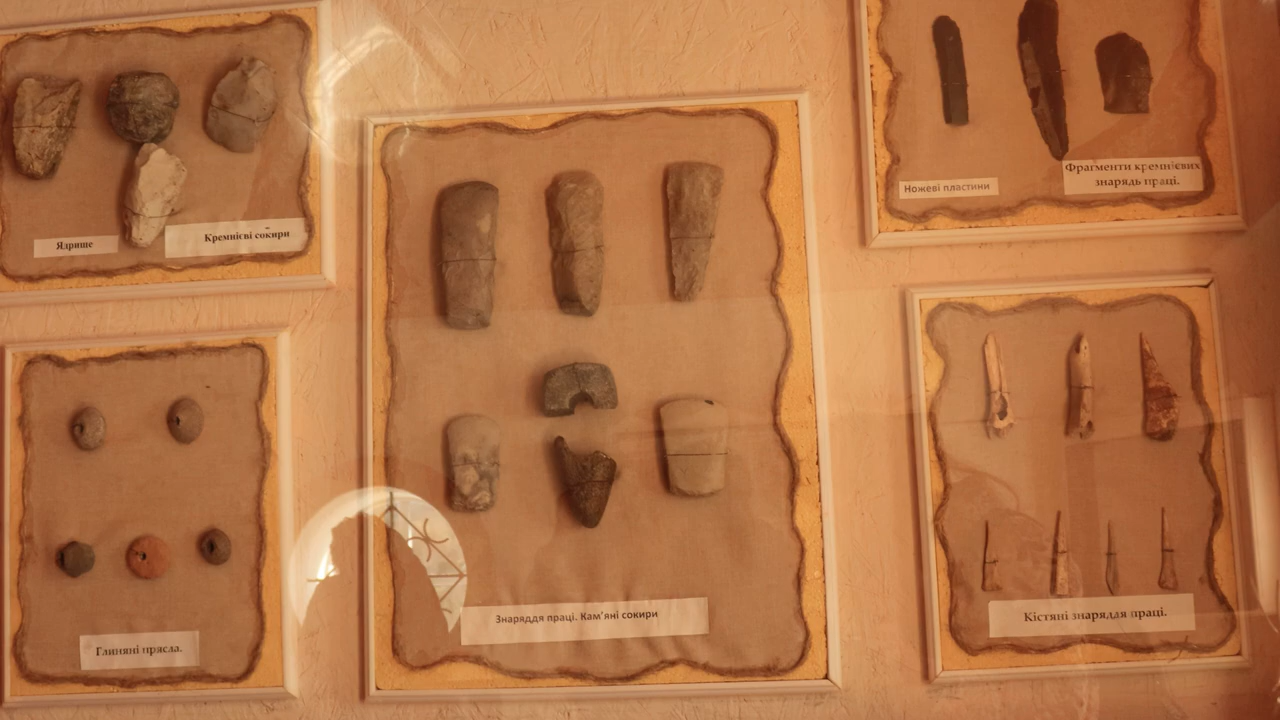 Ядрище
Кремнієві сокири
Ножеві пластини
Фрагменти кремнієвих
знарядь праці.
Глиняні прясла.
Знаряддя праці. Кам'яні сокири
Кістяні знаряддя праці.